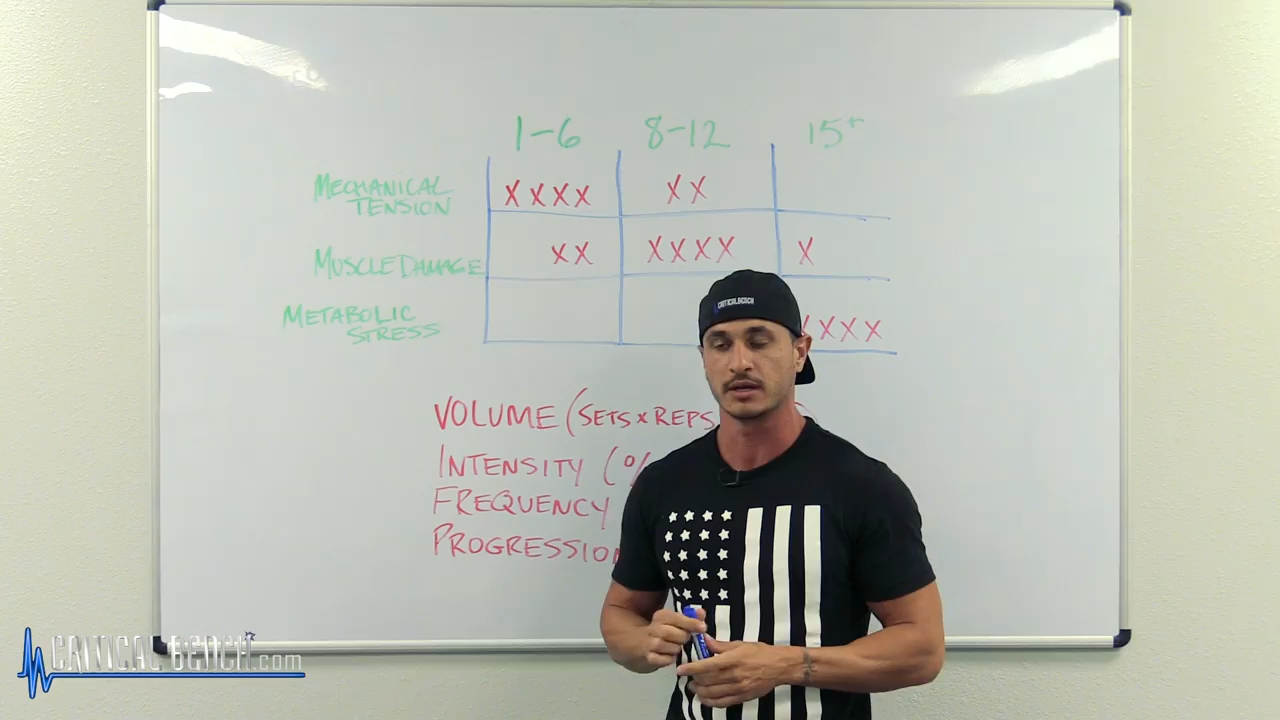 1-6 8-12 15+
MECHANICAL
TENSION XXXX XX
MUSCLE DAMAGE XX XXXX X
METABOLIC
STRESS XXXX
VOLUME (SETS x REPS
INTENSITY (%
FREQUENCY
PROGRESSION
CRITICALBENCH
CRITICAL BENCH.com